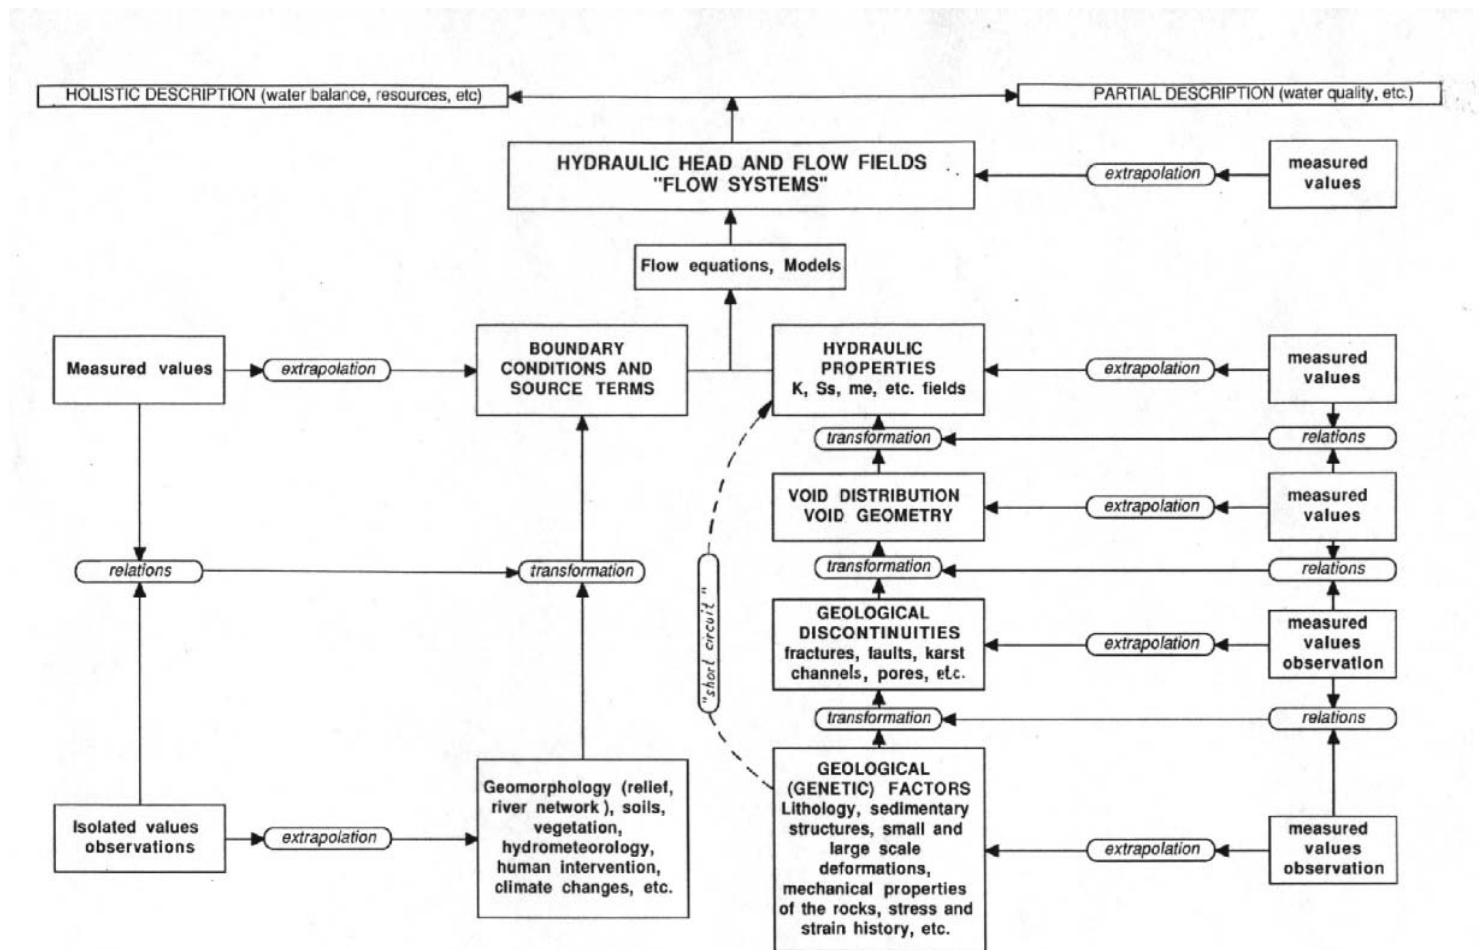 HOLISTIC DESCRIPTION (water balance, resources, etc)
PARTIAL DESCRIPTION (water quality, etc.)
HYDRAULIC HEAD AND FLOW FIELDS
"FLOW SYSTEMS"
extrapolation
measured
values
Flow equations, Models
Measured values
extrapolation
BOUNDARY
CONDITIONS AND
SOURCE TERMS
HYDRAULIC
PROPERTIES
K, Ss, me, etc. fields
extrapolation
measured
values
transformation
relations
VOID DISTRIBUTION
VOID GEOMETRY
extrapolation
measured
values
relations
transformation
transformation
relations
"short circuit"
GEOLOGICAL
DISCONTINUITIES
fractures, faults, karst
channels, pores, etc.
extrapolation
measured
values
observation
transformation
relations
Isolated values
observations
extrapolation
Geomorphology (relief,
river network), soils,
vegetation,
hydrometeorology,
human intervention,
climate changes, etc.
GEOLOGICAL
(GENETIC) FACTORS
Lithology, sedimentary
structures, small and
large scale
deformations,
mechanical properties
of the rocks, stress and
strain history, etc.
extrapolation
measured
values
observation